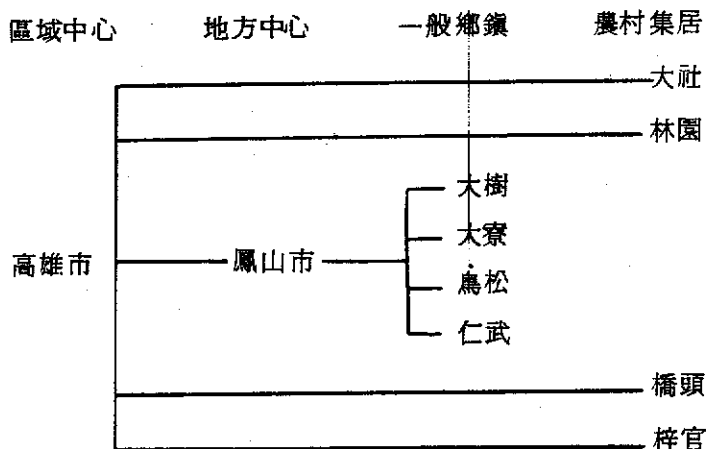 區域中心 地方中心 一般鄉鎮 農村集居
大社
林園
大樹
大寮
高雄市 鳳山市
鳥松
仁武
橋頭
梓官